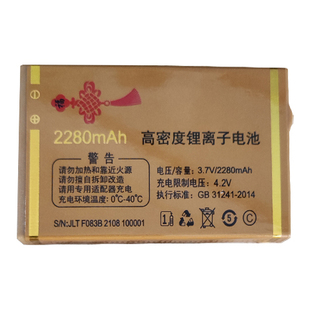 福
2280mAh
高密度锂离子电池
警告
请勿加热和靠近火源
请勿擅自拆卸改造
请用专用适配器充电
充电环境温度: 0℃-40℃
电压/容量: 3.7V/2280mAh
充电限制电压: 4.2V
执行标准: GB 31241-2014
S/N:JLT F083B 2108 100001